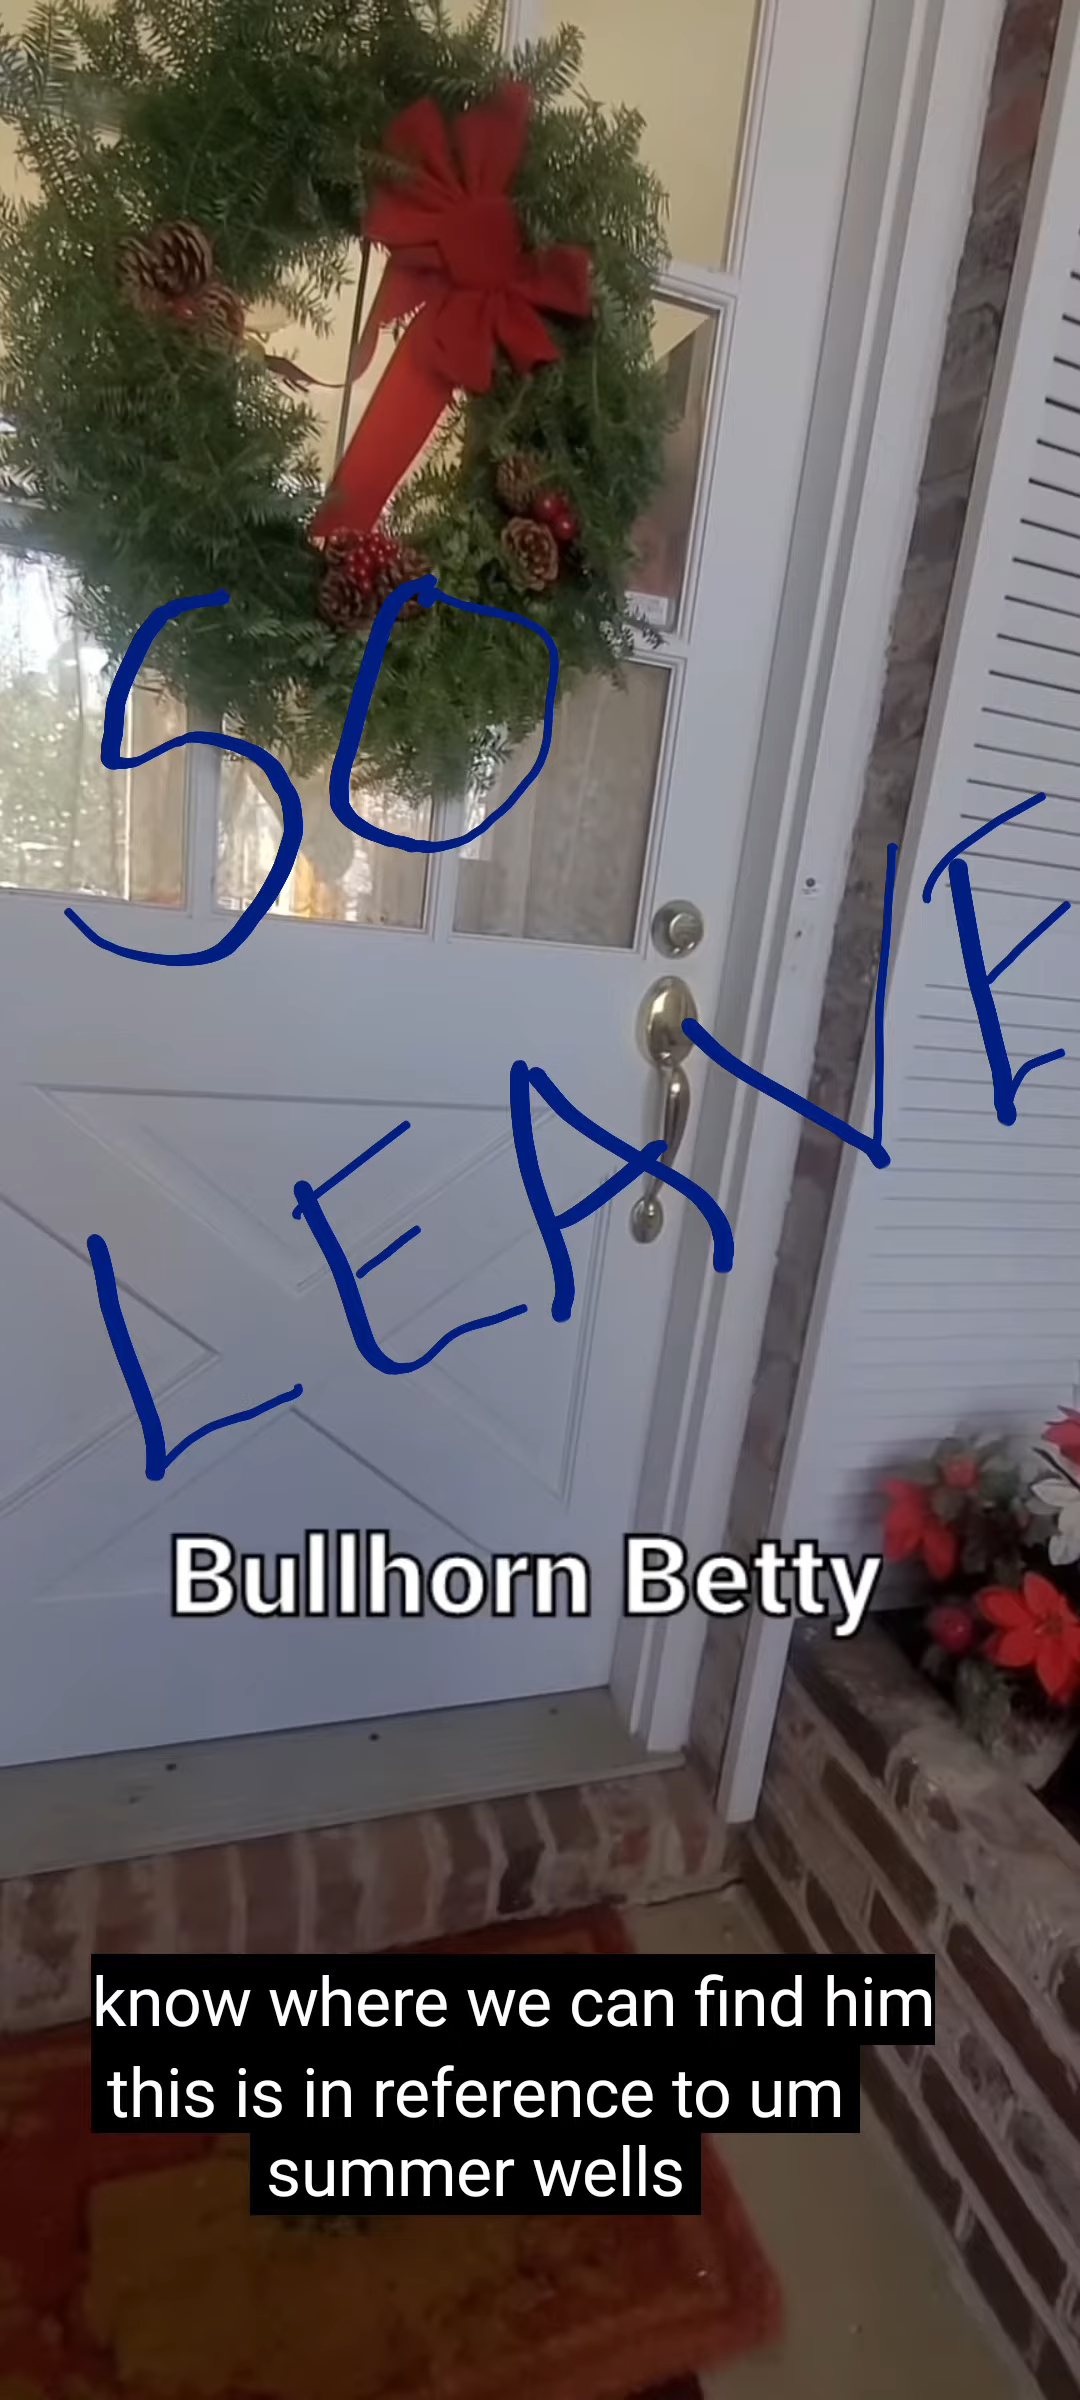 SO
LEAVE
Bullhorn Betty
know where we can find him
this is in reference to um
summer wells